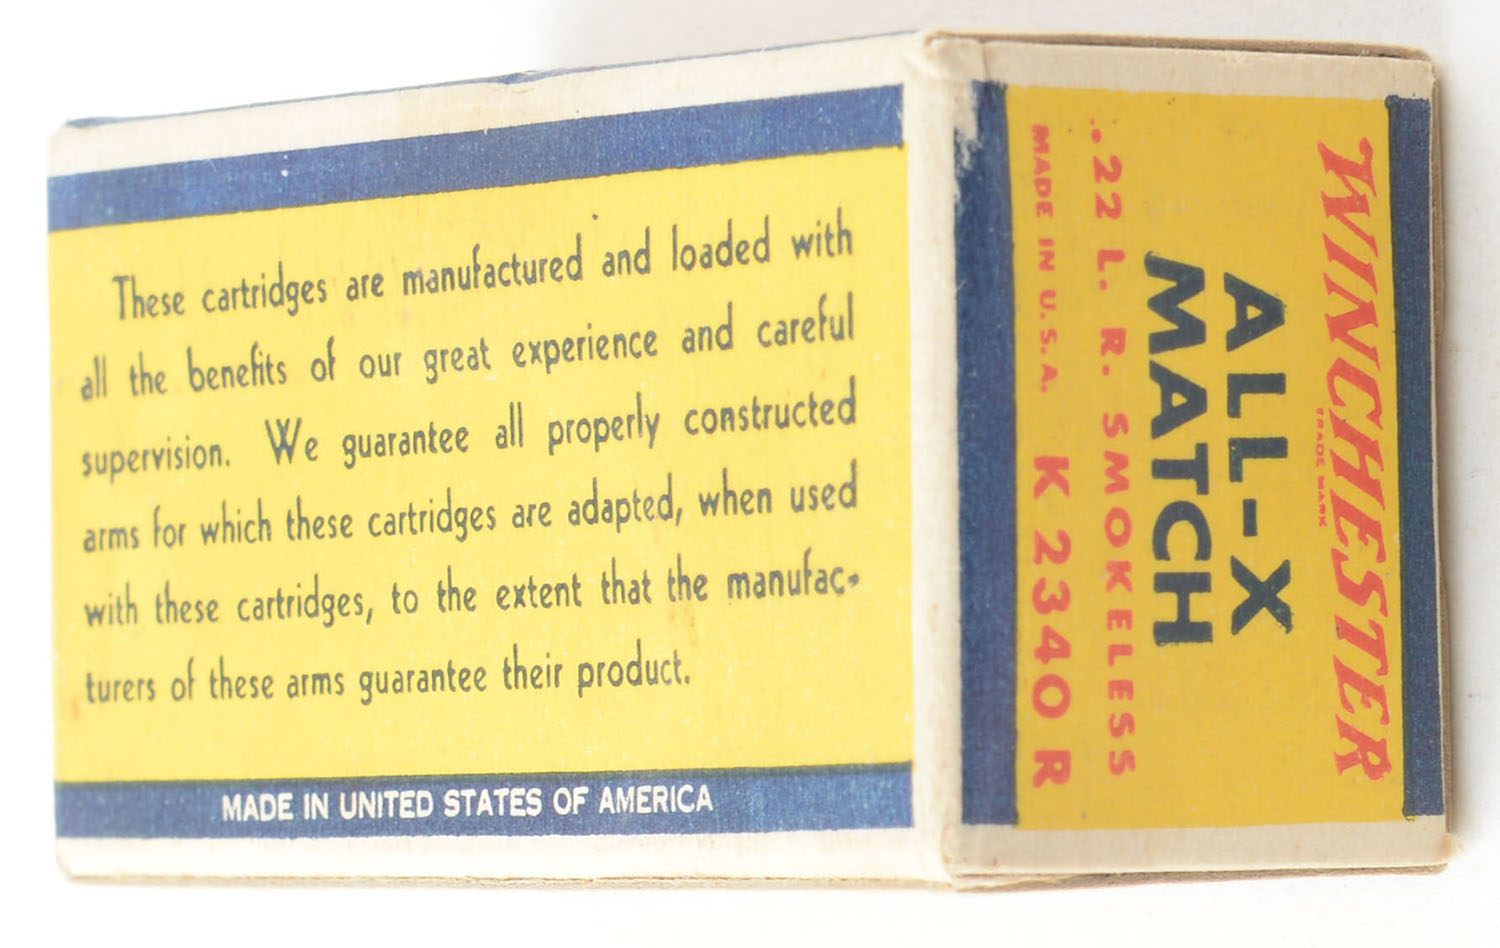 These cartridges are manufactured and loaded with
all the benefits of our great experience and careful
supervision. We guarantee all properly constructed
arms for which these cartridges are adapted, when used
with these cartridges, to the extent that the manufac-
turers of these arms guarantee their product.
MADE IN UNITED STATES OF AMERICA
WINCHESTER
TRADE MARK
ALL-X
MATCH
.22 L. R. SMOKELESS
MADE IN U.S.A. K 2340 R